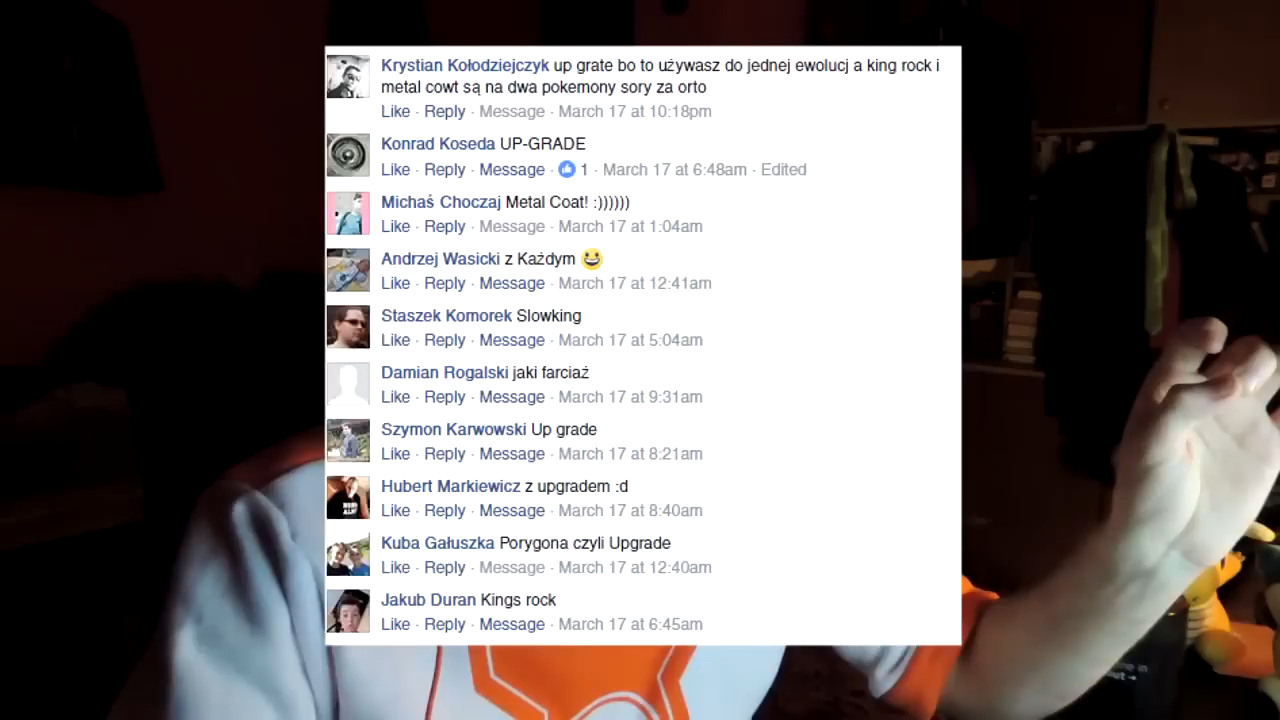 Krystian Kołodziejczyk up grate bo to używasz do jednej ewolucj a king rock i
metal cowt są na dwa pokemony sory za orto
Like · Reply · Message · March 17 at 10:18pm
Konrad Koseda UP-GRADE
Like · Reply · Message · 1 · March 17 at 6:48am · Edited
Michaś Choczaj Metal Coat! :))))))
Like · Reply · Message · March 17 at 1:04am
Andrzej Wasicki z Każdym 😀
Like · Reply · Message · March 17 at 12:41am
Staszek Komorek Slowking
Like · Reply · Message · March 17 at 5:04am
Damian Rogalski jaki farciaż
Like · Reply · Message · March 17 at 9:31am
Szymon Karwowski Up grade
Like · Reply · Message · March 17 at 8:21am
Hubert Markiewicz z upgradem :d
Like · Reply · Message · March 17 at 8:40am
Kuba Gałuszka Porygona czyli Upgrade
Like · Reply · Message · March 17 at 12:40am
Jakub Duran Kings rock
Like · Reply · Message · March 17 at 6:45am